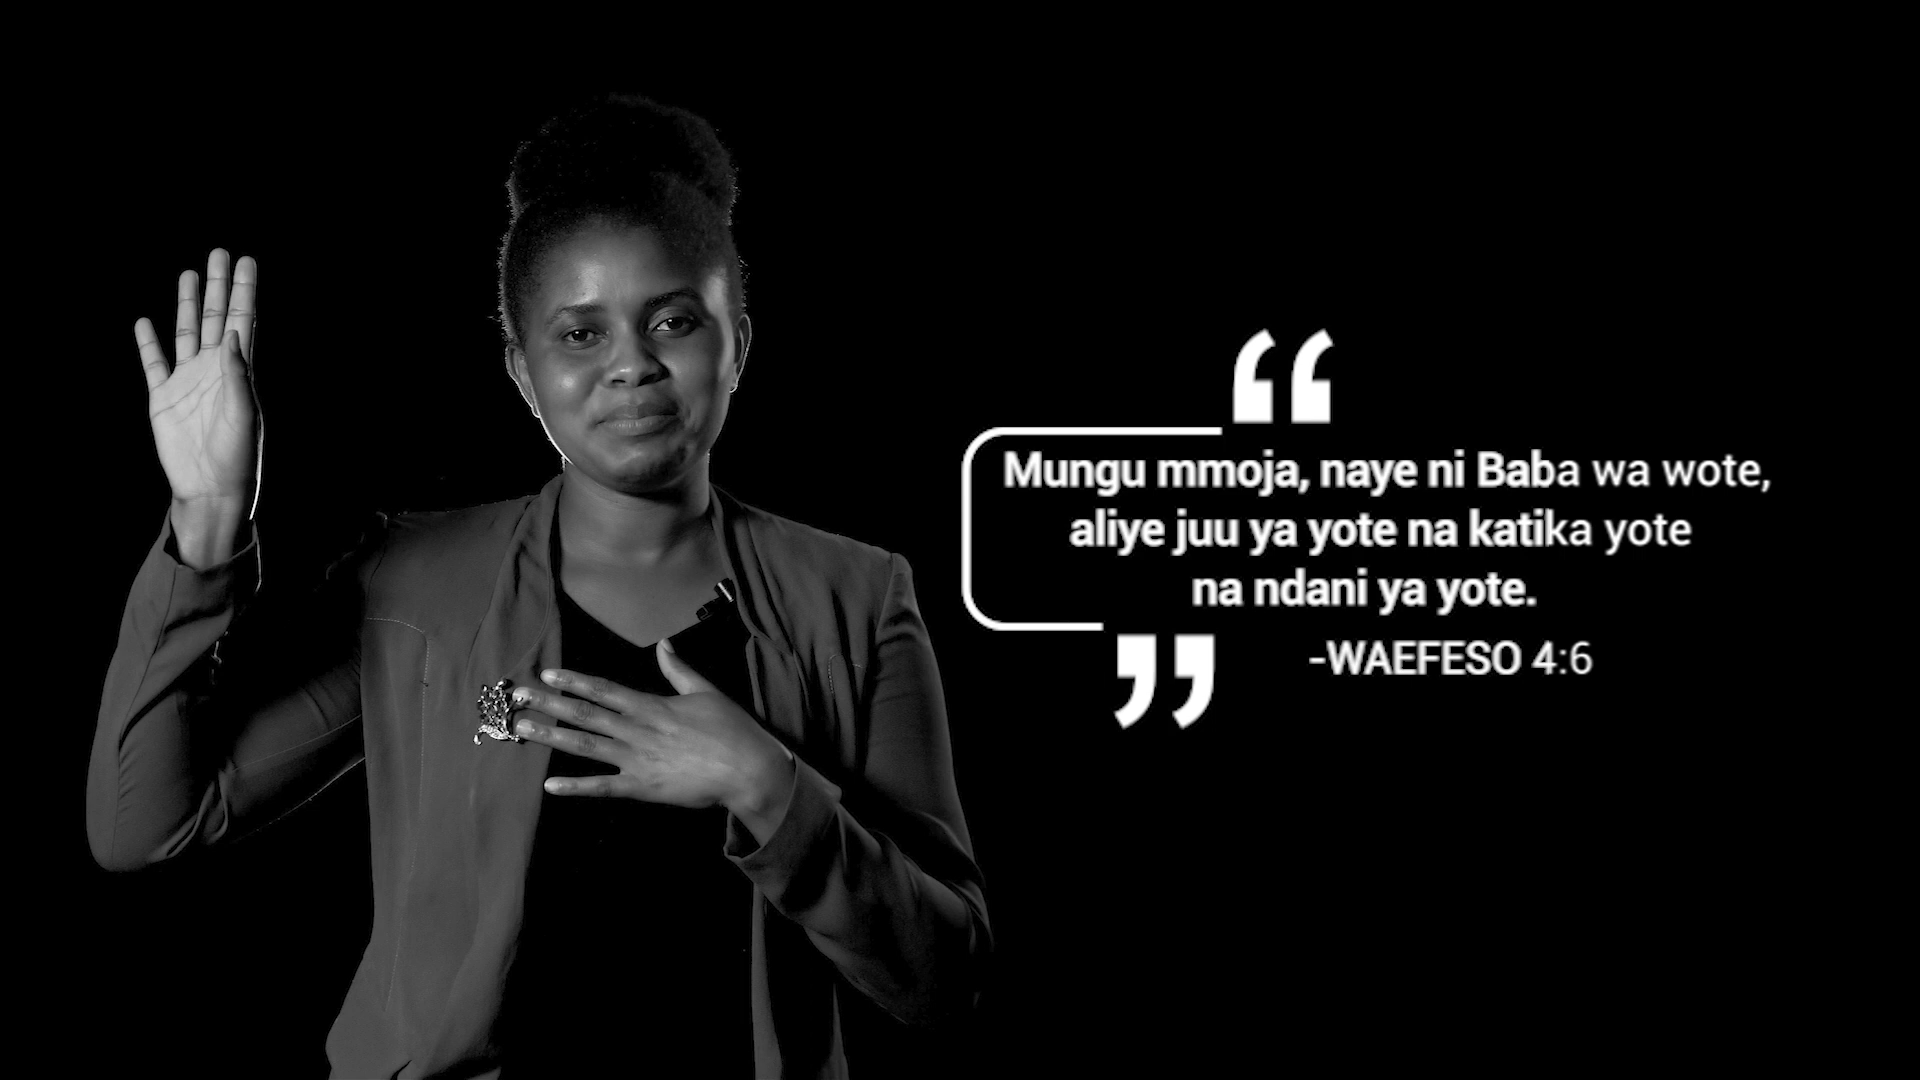 Mungu mmoja, naye ni Baba wa wote,
aliye juu ya yote na katika yote
na ndani ya yote.
-WAEFESO 4:6